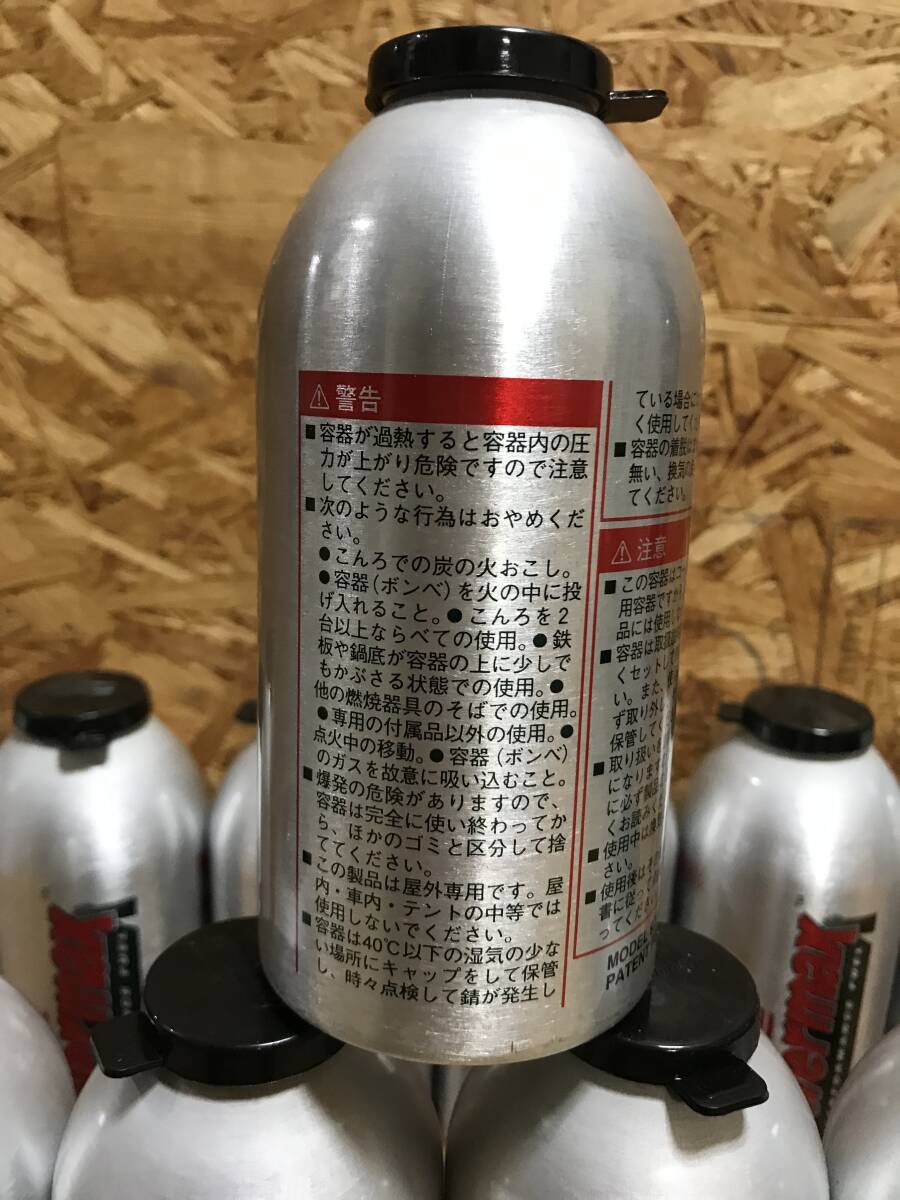 ⚠警告
■容器が過熱すると容器内の圧
力が上がり危険ですので注意
してください。
■次のような行為はおやめくだ
さい。
●こんろでの炭の火おこし。
●容器（ボンベ）を火の中に投
げ入れること。●こんろを2
台以上ならべての使用。●鉄
板や鍋底が容器の上に少しで
もかぶさる状態での使用。●
他の燃焼器具のそばでの使用。
●専用の付属品以外の使用。●
点火中の移動。●容器（ボンベ）
のガスを故意に吸い込むこと。
■爆発の危険がありますので、
容器は完全に使い終わってか
ら、ほかのゴミと区分して捨
ててください。
■この製品は屋外専用です。屋
内・車内・テントの中等では
使用しないでください。
■容器は40℃以下の湿気の少な
い場所にキャップをして保管
し、時々点検して錆が発生し
ている場合に
く使用してく
■容器の着脱は
無い、換気の
てください。
⚠注意
■この容器は
用容器ですか
品には使用し
■容器は取扱
くセットして
い。また、
ず取り外し
保管してく
■取り扱いを
になります
に必ず製品
くお読みく
■使用中は
さい。
■使用後は
書に従って
ってくださ
MODEL
PATENT